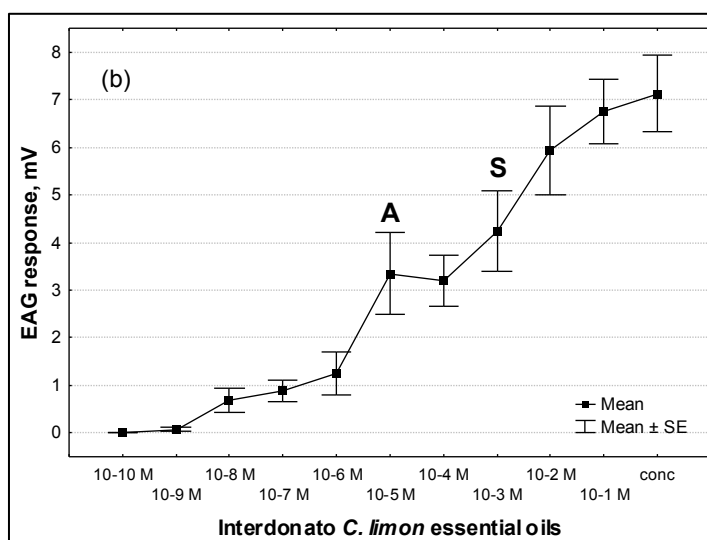 (b)
EAG response, mV
8
7
6
5
4
3
2
1
0
A
S
Mean
Mean ± SE
10-10 M 10-8 M 10-6 M 10-4 M 10-2 M conc
10-9 M 10-7 M 10-5 M 10-3 M 10-1 M
Interdonato C. limon essential oils